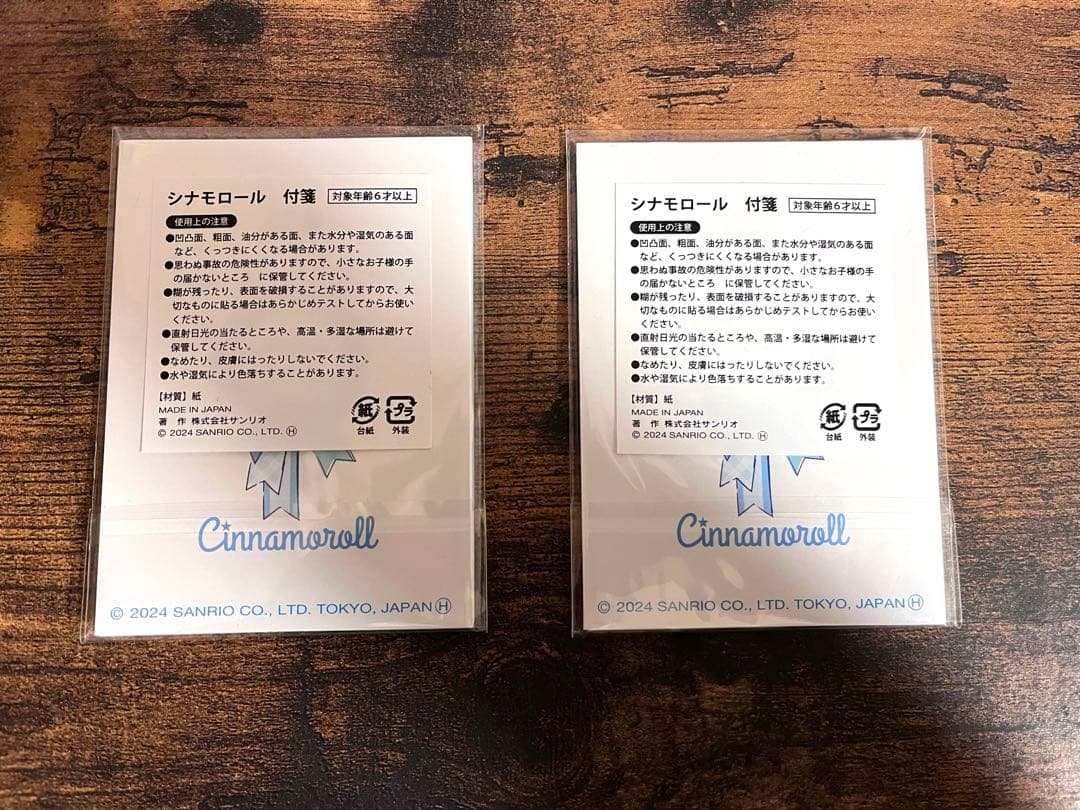 シナモロール　付箋　対象年齢6才以上
使用上の注意
●凹凸面、粗面、油分がある面、また水分や湿気のある面
など、くっつきにくくなる場合があります。
●思わぬ事故の危険性がありますので、小さなお子様の手
の届かないところ　に保管してください。
●糊が残ったり、表面を破損することがありますので、大
切なものに貼る場合はあらかじめテストしてからお使い
ください。
●直射日光の当たるところや、高温・多湿な場所は避けて
保管してください。
●なめたり、皮膚にはったりしないでください。
●水や湿気により色落ちすることがあります。
【材質】紙
MADE IN JAPAN
著　作 株式会社サンリオ
© 2024 SANRIO CO., LTD. Ⓗ
紙 プラ
台紙 外装
Cinnamoroll
© 2024 SANRIO CO., LTD. TOKYO, JAPAN Ⓗ
シナモロール　付箋　対象年齢6才以上
使用上の注意
●凹凸面、粗面、油分がある面、また水分や湿気のある面
など、くっつきにくくなる場合があります。
●思わぬ事故の危険性がありますので、小さなお子様の手
の届かないところ　に保管してください。
●糊が残ったり、表面を破損することがありますので、大
切なものに貼る場合はあらかじめテストしてからお使い
ください。
●直射日光の当たるところや、高温・多湿な場所は避けて
保管してください。
●なめたり、皮膚にはったりしないでください。
●水や湿気により色落ちすることがあります。
【材質】紙
MADE IN JAPAN
著　作 株式会社サンリオ
© 2024 SANRIO CO., LTD. Ⓗ
紙 プラ
台紙 外装
Cinnamoroll
© 2024 SANRIO CO., LTD. TOKYO, JAPAN Ⓗ